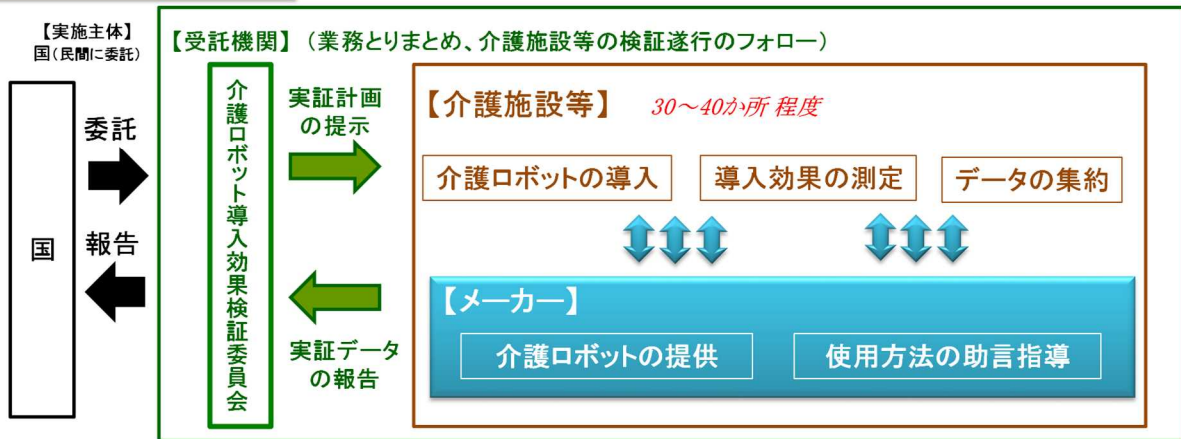 【実施主体】
国(民間に委託)
国
委託
報告
【受託機関】(業務とりまとめ、介護施設等の検証遂行のフォロー)
介護ロボット導入効果検証委員会
実証計画
の提示
実証データ
の報告
【介護施設等】 30～40か所 程度
介護ロボットの導入
導入効果の測定
データの集約
【メーカー】
介護ロボットの提供
使用方法の助言指導